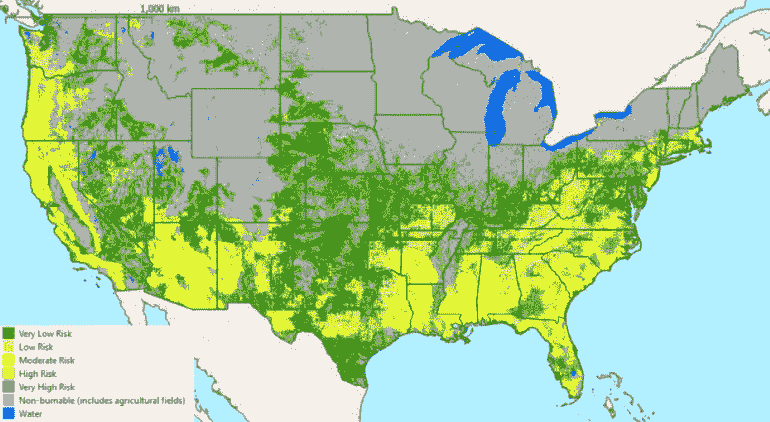 1,000 km
Very Low Risk
Low Risk
Moderate Risk
High Risk
Very High Risk
Non-burnable (includes agricultural fields)
Water